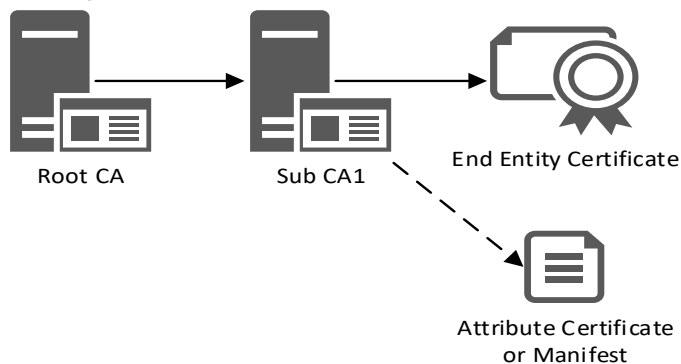 Root CA
Sub CA1
End Entity Certificate
Attribute Certificate
or Manifest